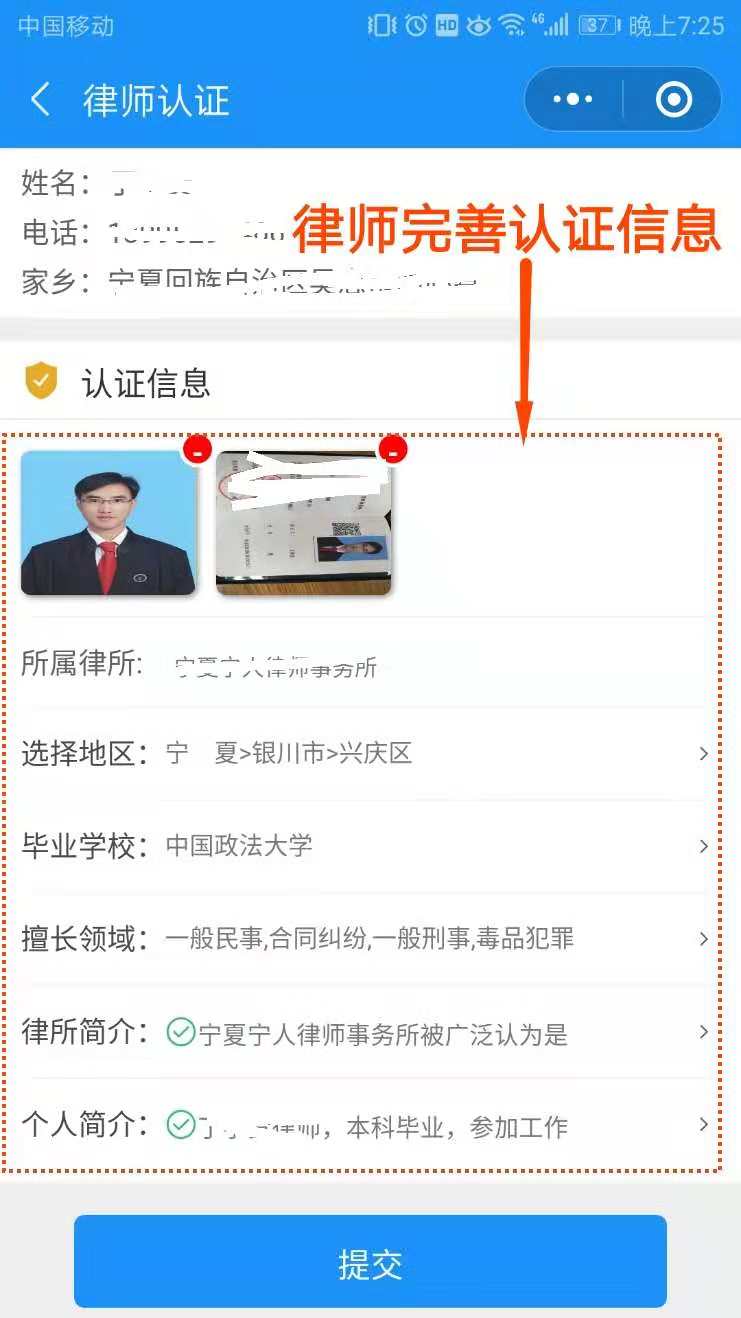 中国移动 HD 46 37 晚上7:25
律师认证
姓名：
电话：
律师完善认证信息
家乡：宁夏回族自治区
认证信息
所属律所: 宁夏宁人律师事务所
选择地区： 宁 夏>银川市>兴庆区
毕业学校： 中国政法大学
擅长领域： 一般民事,合同纠纷,一般刑事,毒品犯罪
律所简介： 宁夏宁人律师事务所被广泛认为是
个人简介： 律师，本科毕业，参加工作
提交